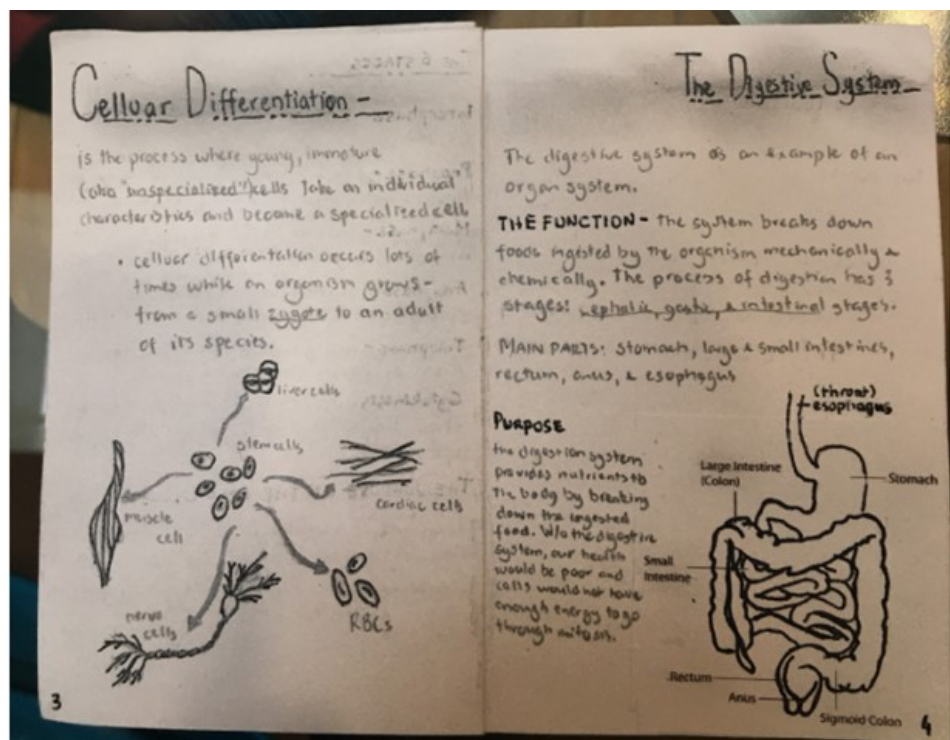 Celluar Differentiation -
is the process where young, immature
(aka "unspecialized") cells take on individual
characteristics and become a specialized cell
• celluar differentation occurs lots of
times while an organism grows-
from a small zygote to an adult
of its species.
liver cells
stem cells
muscle
cell
cardiac cells
nerve
cells
RBCs
3
The Digestive System
The digestive system is an example of an
organ system.
THE FUNCTION - The system breaks down
foods ingested by the organism mechanically &
chemically. The process of digestion has 3
stages: cephalic, gastic, & intestinal stages.
MAIN PARTS: stomach, large & small intestines,
rectum, anus, & esophagus
PURPOSE
the digestion system
provides nutrients to
the body by breaking
down the ingested
food. W/o the digestive
system, our health
would be poor and
cells would not have
enough energy to go
through mitosis.
(throat)
esophagus
Large Intestine
(Colon)
Stomach
Small
Intestine
Rectum
Anus
Sigmoid Colon
4